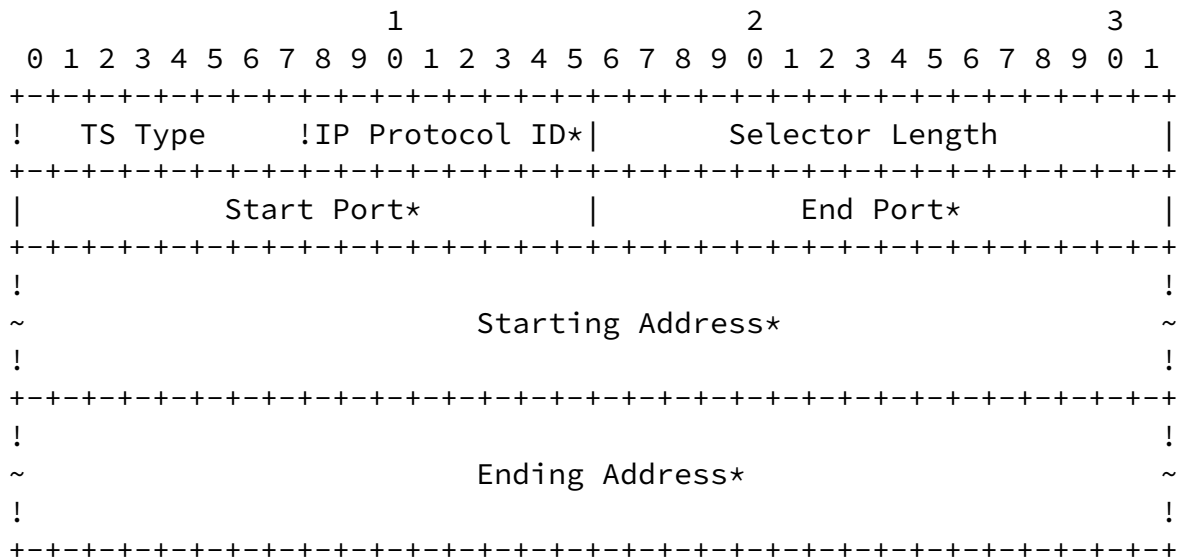 1                   2                   3
 0 1 2 3 4 5 6 7 8 9 0 1 2 3 4 5 6 7 8 9 0 1 2 3 4 5 6 7 8 9 0 1
+-+-+-+-+-+-+-+-+-+-+-+-+-+-+-+-+-+-+-+-+-+-+-+-+-+-+-+-+-+-+-+-+
!   TS Type     !IP Protocol ID*|       Selector Length         |
+-+-+-+-+-+-+-+-+-+-+-+-+-+-+-+-+-+-+-+-+-+-+-+-+-+-+-+-+-+-+-+-+
|           Start Port*         |           End Port*           |
+-+-+-+-+-+-+-+-+-+-+-+-+-+-+-+-+-+-+-+-+-+-+-+-+-+-+-+-+-+-+-+-+
!                                                               !
~                         Starting Address*                     ~
!                                                               !
+-+-+-+-+-+-+-+-+-+-+-+-+-+-+-+-+-+-+-+-+-+-+-+-+-+-+-+-+-+-+-+-+
!                                                               !
~                         Ending Address*                       ~
!                                                               !
+-+-+-+-+-+-+-+-+-+-+-+-+-+-+-+-+-+-+-+-+-+-+-+-+-+-+-+-+-+-+-+-+